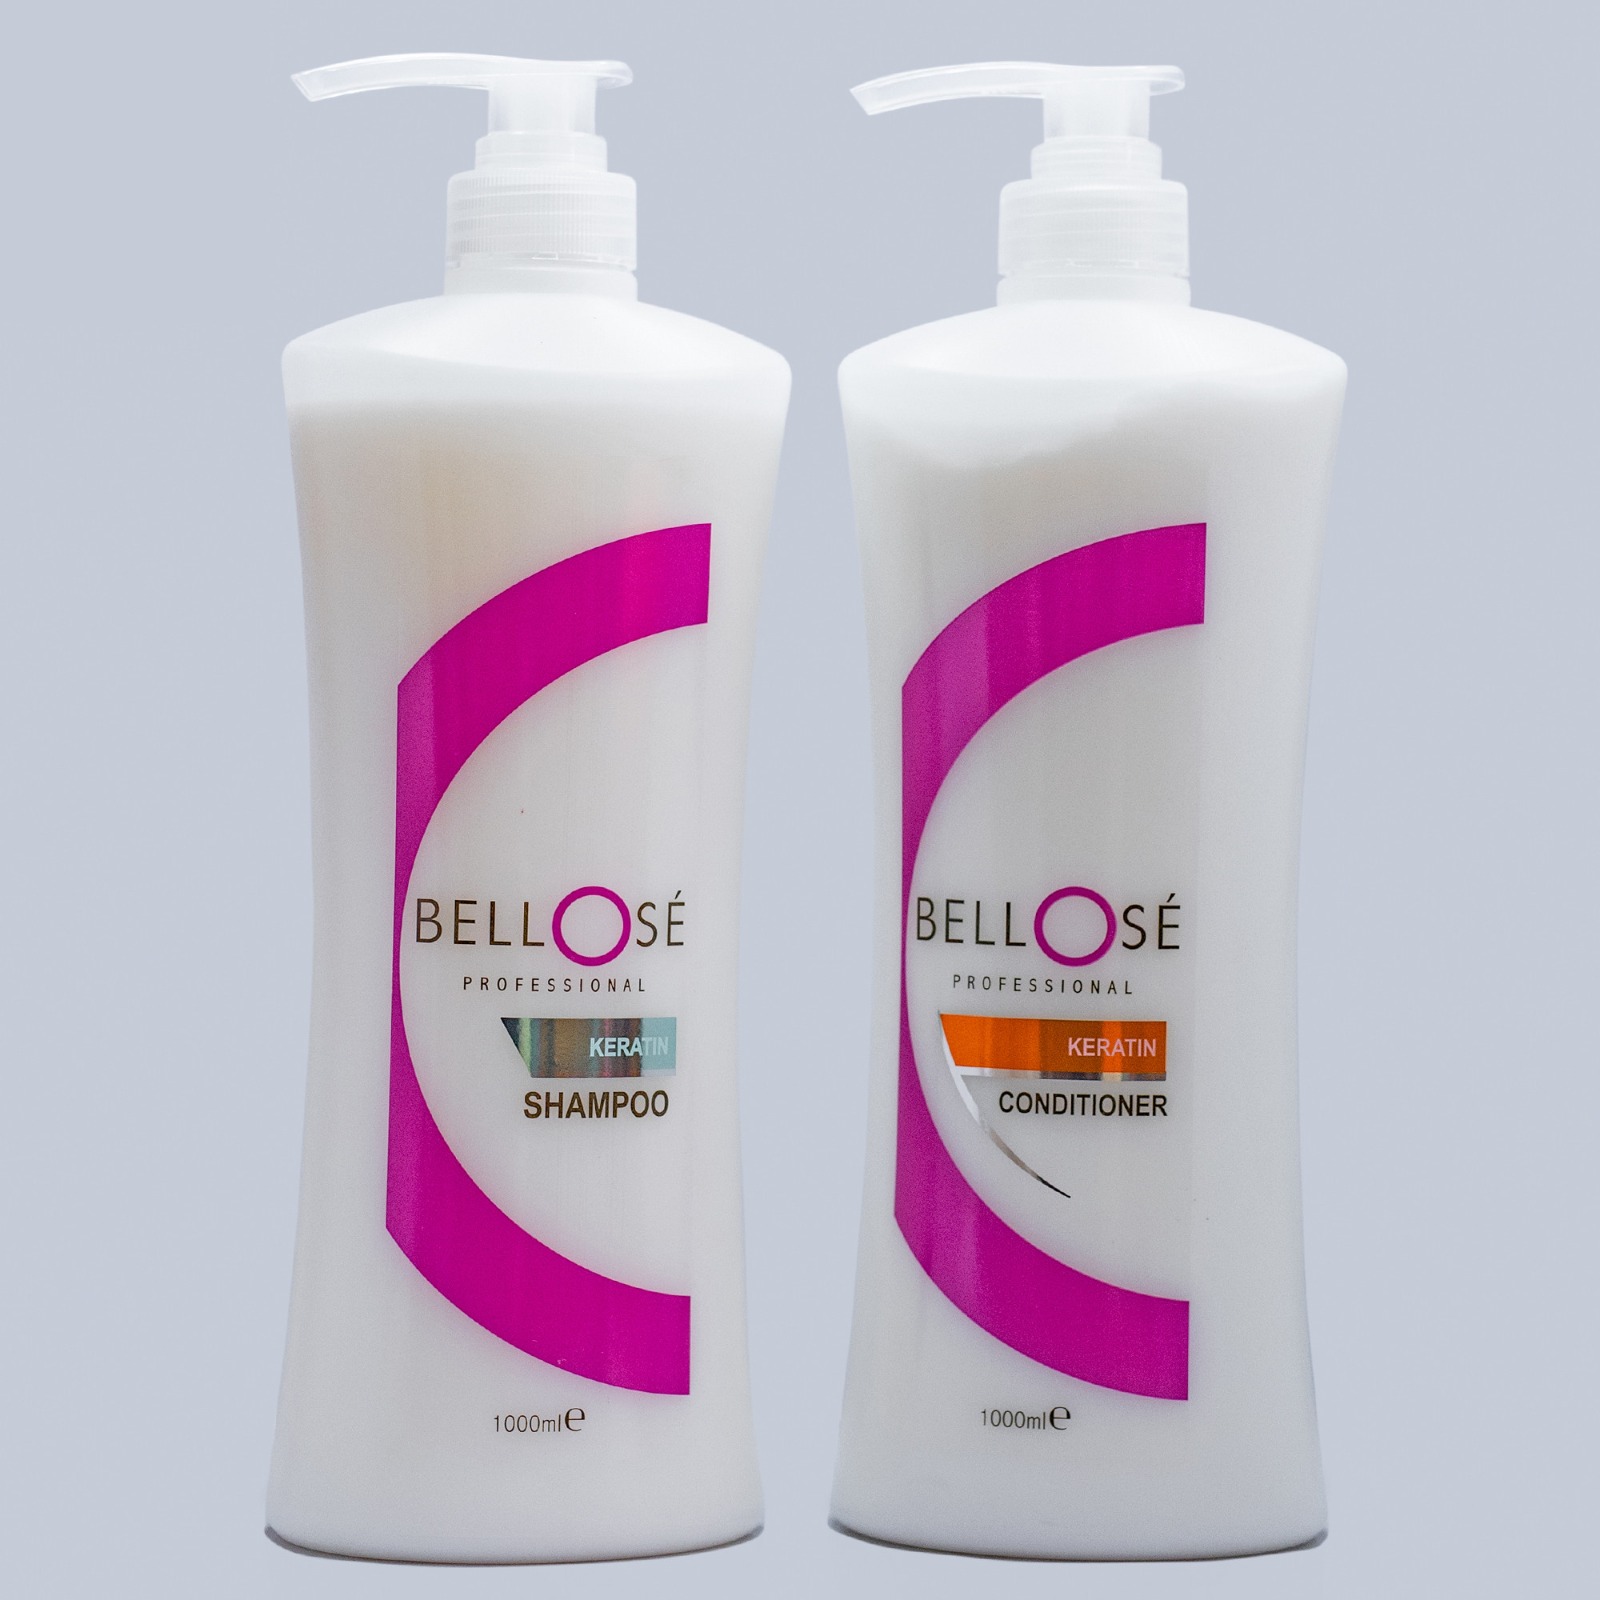 BELLOSÉ
PROFESSIONAL
KERATIN
SHAMPOO
1000ml℮
BELLOSÉ
PROFESSIONAL
KERATIN
CONDITIONER
1000ml℮